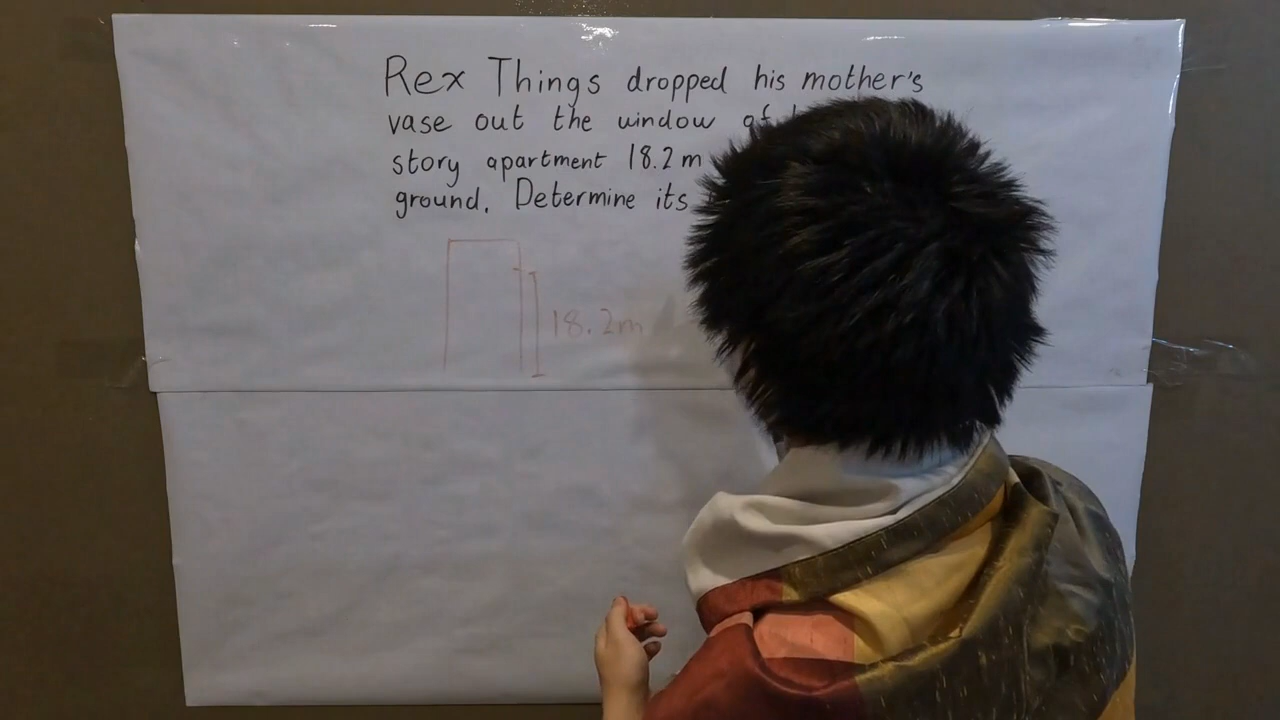 Rex Things dropped his mother's
vase out the window of
story apartment 18.2 m
ground. Determine its
18.2m